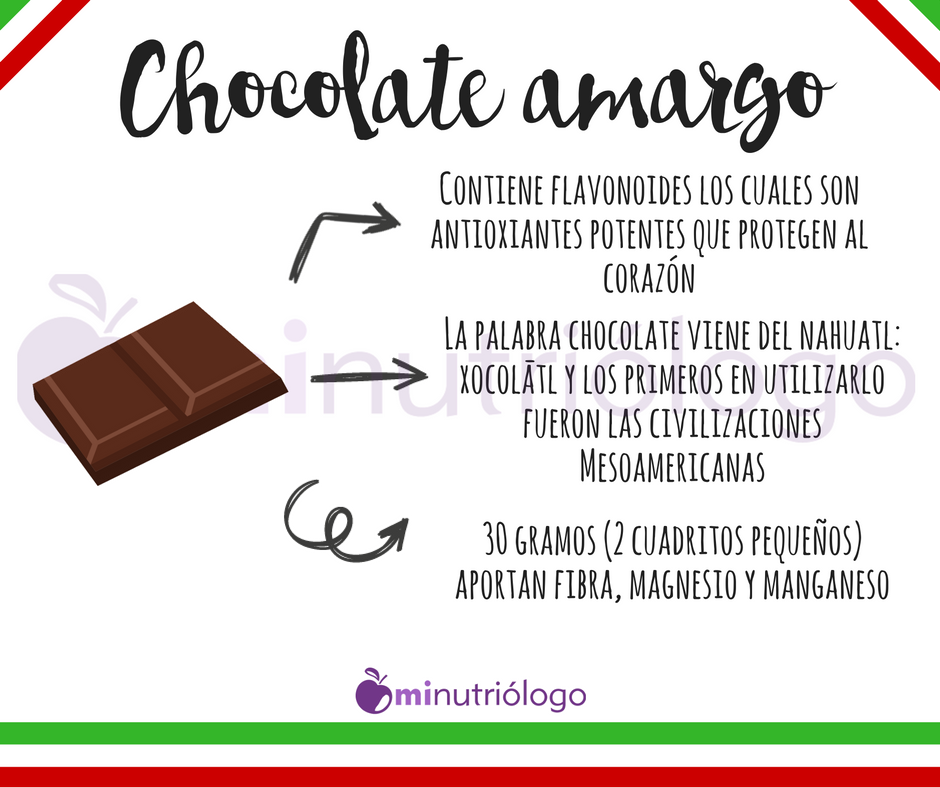 Chocolate amargo
CONTIENE FLAVONOIDES LOS CUALES SON
ANTIOXIANTES POTENTES QUE PROTEGEN AL
CORAZÓN
LA PALABRA CHOCOLATE VIENE DEL NAHUATL:
XOCOLĀTL Y LOS PRIMEROS EN UTILIZARLO
FUERON LAS CIVILIZACIONES
MESOAMERICANAS
30 GRAMOS (2 CUADRITOS PEQUEÑOS)
APORTAN FIBRA, MAGNESIO Y MANGANESO
minutriólogo
minutriólogo